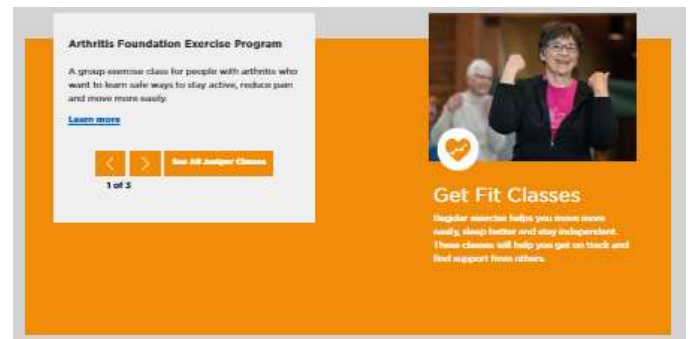 Arthritis Foundation Exercise Program
A group exercise class for people with arthritis who
want to learn safe ways to stay active, reduce pain
and move more easily.
Learn more
See All Juniper Classes
1 of 3
Get Fit Classes
Regular exercise helps you move more
easily, sleep better and stay independent.
These classes will help you get on track and
find support from others.